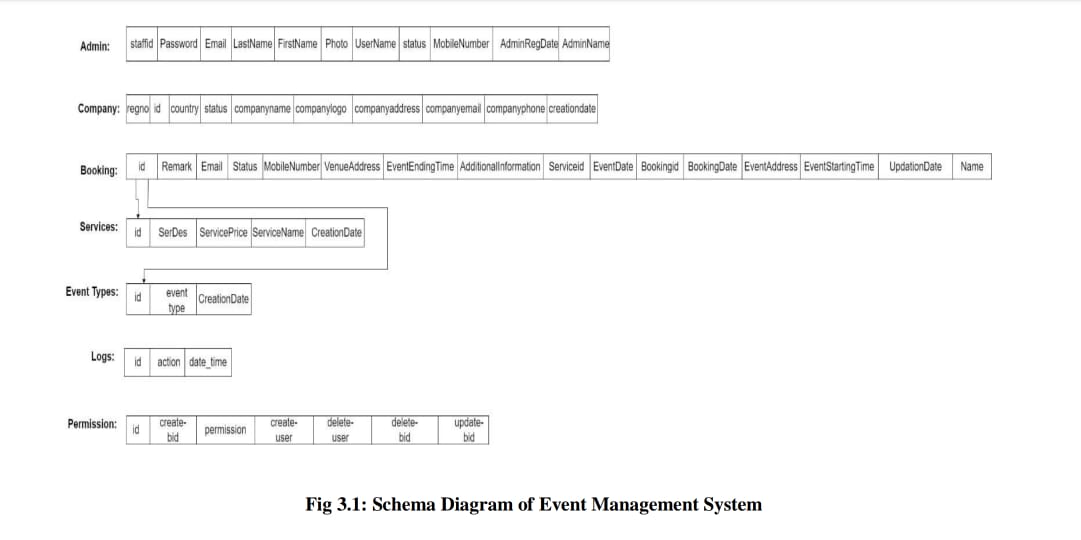 Admin: staffid Password Email LastName FirstName Photo UserName status MobileNumber AdminRegDate AdminName
Company: regno id country status companyname companylogo companyaddress companyemail companyphone creationdate
Booking: id Remark Email Status MobileNumber VenueAddress EventEndingTime AdditionalInformation Serviceid EventDate Bookingid BookingDate EventAddress EventStartingTime UpdationDate Name
Services: id SerDes ServicePrice ServiceName CreationDate
Event Types: id event type CreationDate
Logs: id action date_time
Permission: id create-bid permission create-user delete-user delete-bid update-bid
Fig 3.1: Schema Diagram of Event Management System